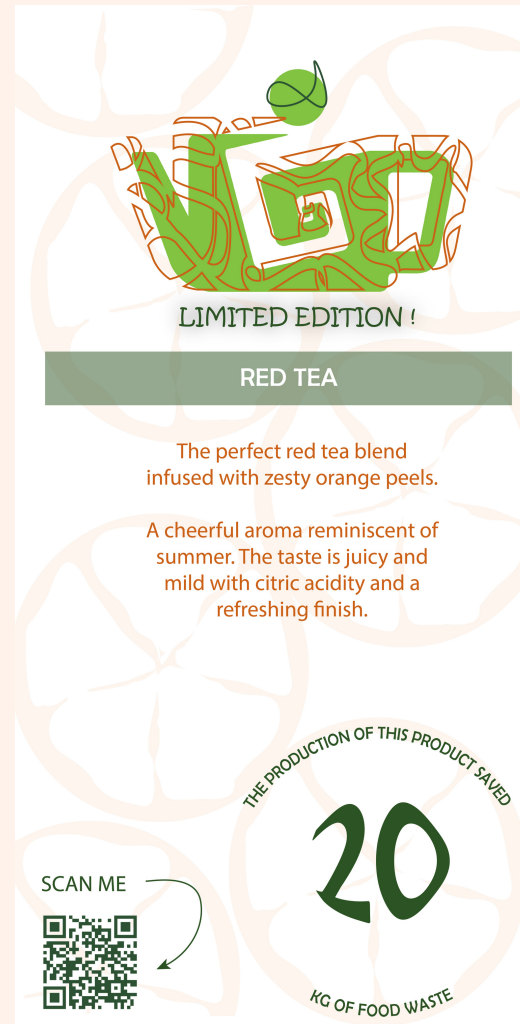 LIMITED EDITION !
RED TEA
The perfect red tea blend
infused with zesty orange peels.
A cheerful aroma reminiscent of
summer. The taste is juicy and
mild with citric acidity and a
refreshing finish.
THE PRODUCTION OF THIS PRODUCT SAVED
20
KG OF FOOD WASTE
SCAN ME